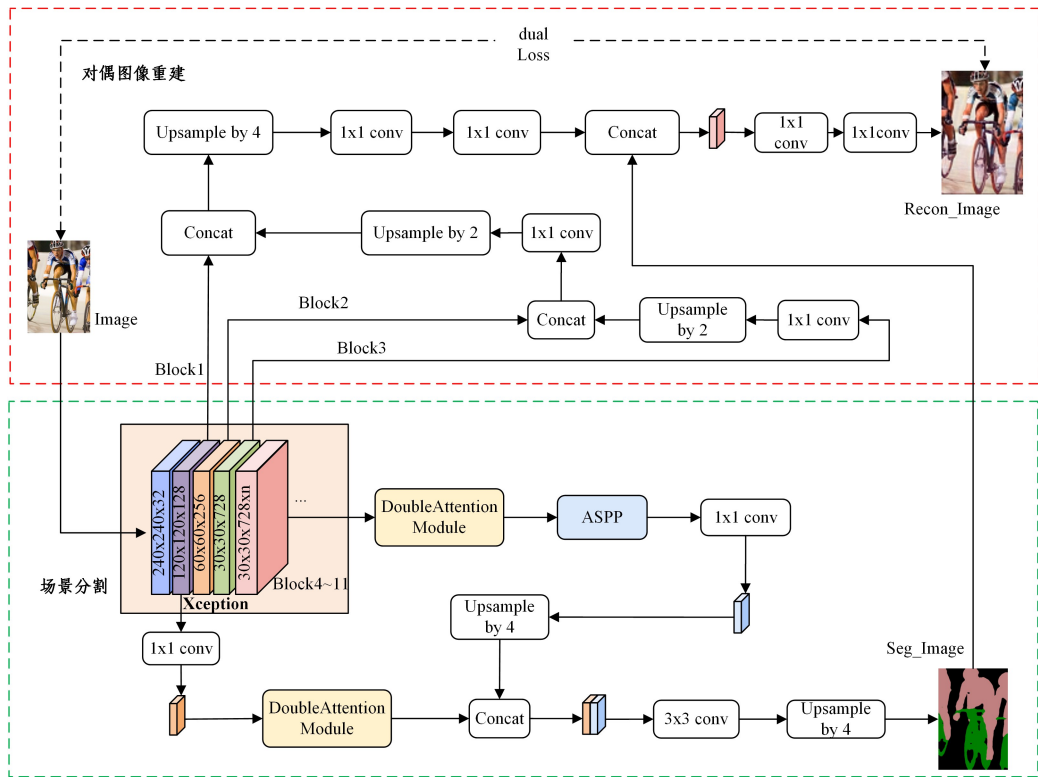 dual
Loss
对偶图像重建
Upsample by 4
1x1 conv
1x1 conv
Concat
1x1
conv
1x1conv
Recon_Image
Concat
Upsample by 2
1x1 conv
Image
Block2
Concat
Upsample
by 2
1x1 conv
Block3
Block1
240x240x32
120x120x128
60x60x256
30x30x728
30x30x728xn
...
Block4~11
Xception
DoubleAttention
Module
ASPP
1x1 conv
场景分割
Upsample
by 4
1x1 conv
Seg_Image
DoubleAttention
Module
Concat
3x3 conv
Upsample
by 4